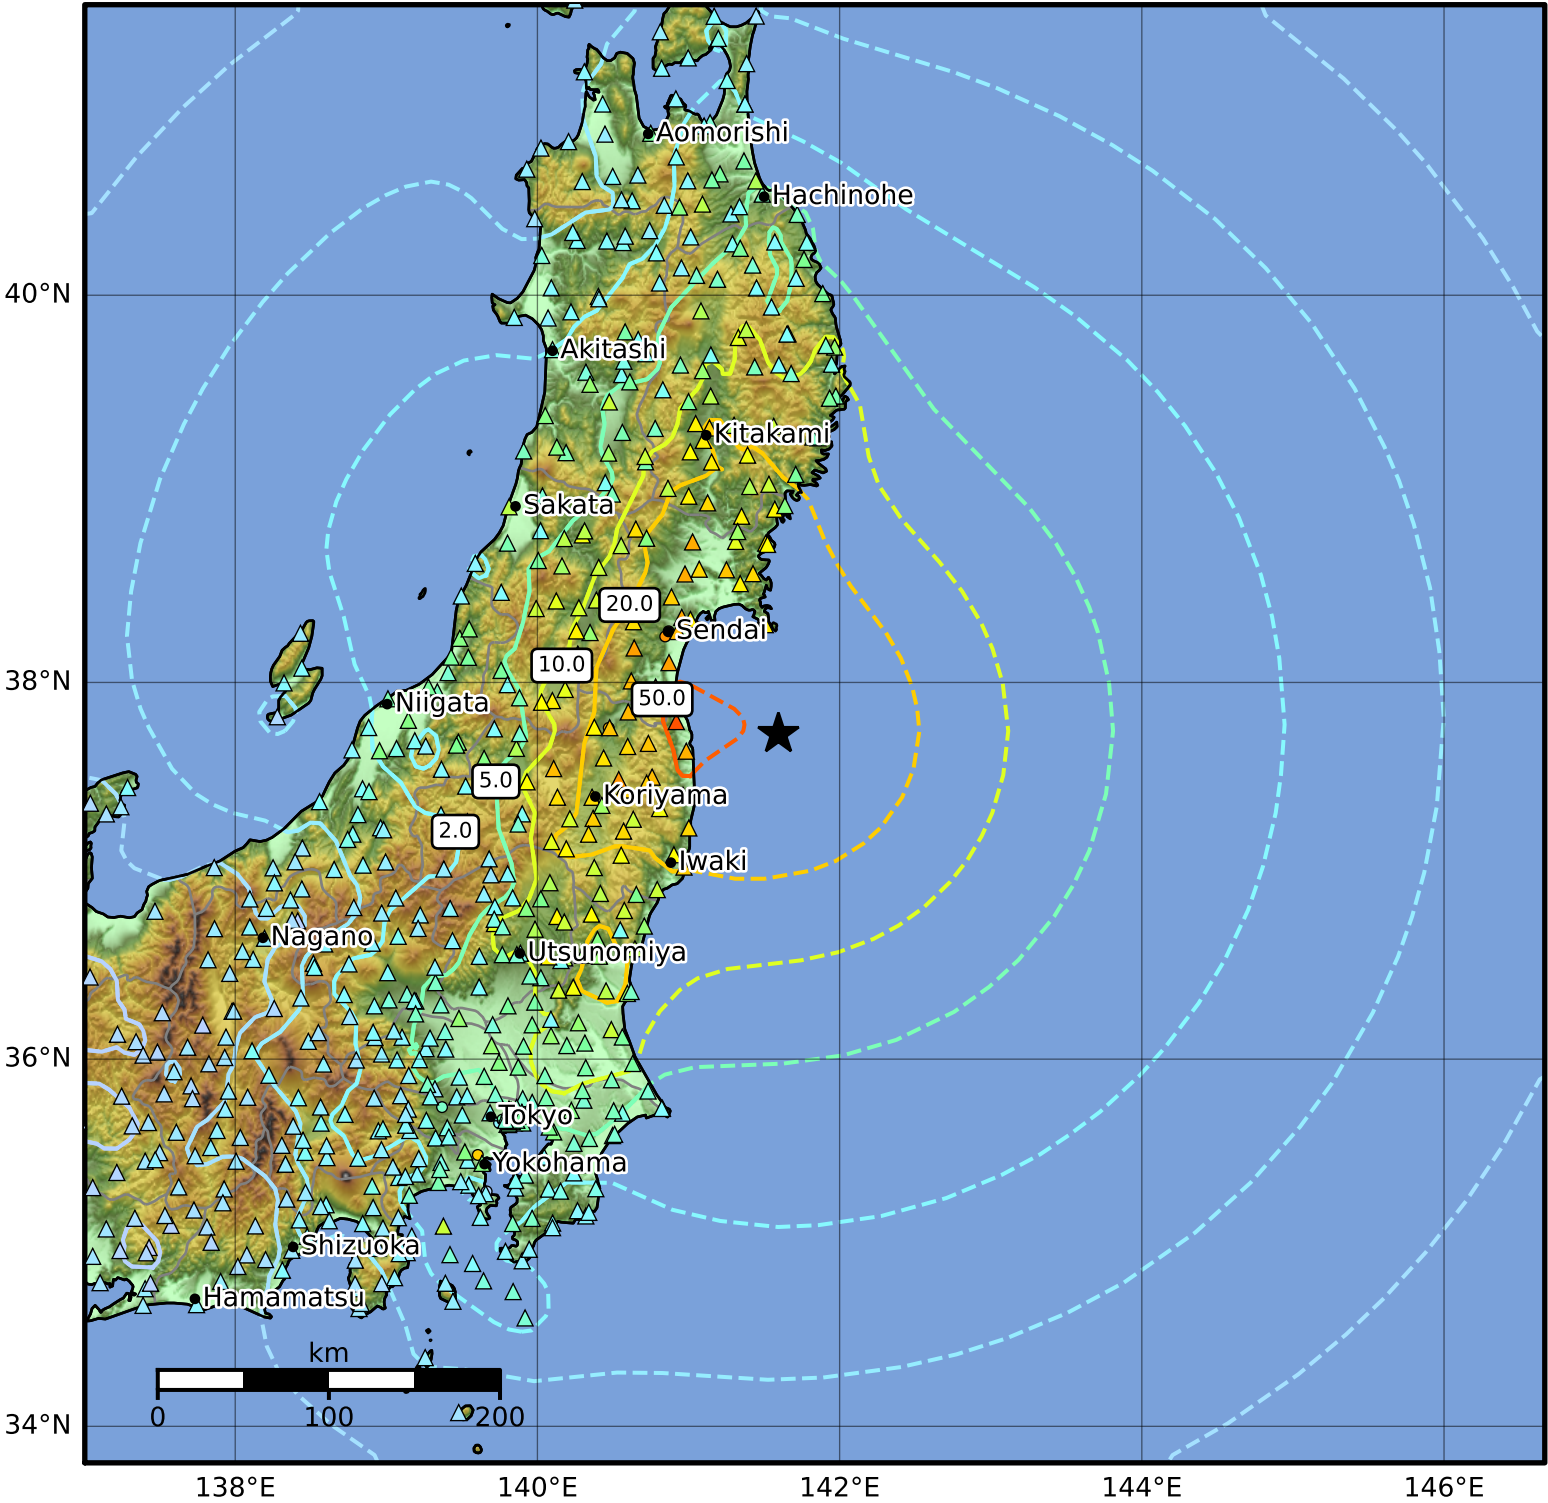 Aomorishi
Hachinohe
40°N
Akitashi
Kitakami
Sakata
20.0
Sendai
10.0
38°N
50.0
Niigata
5.0
Koriyama
2.0
Iwaki
Nagano
Utsunomiya
36°N
Tokyo
Yokohama
Shizuoka
Hamamatsu
km
0 100 200
34°N
138°E 140°E 142°E 144°E 146°E